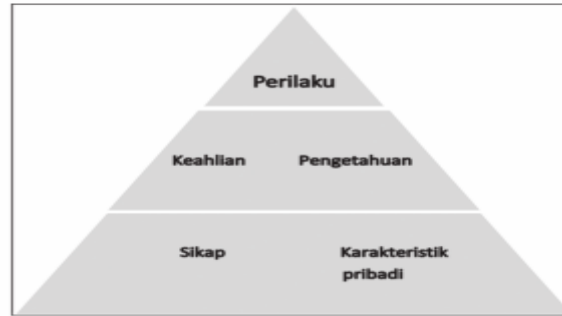 Perilaku
Keahlian Pengetahuan
Sikap Karakteristik
pribadi